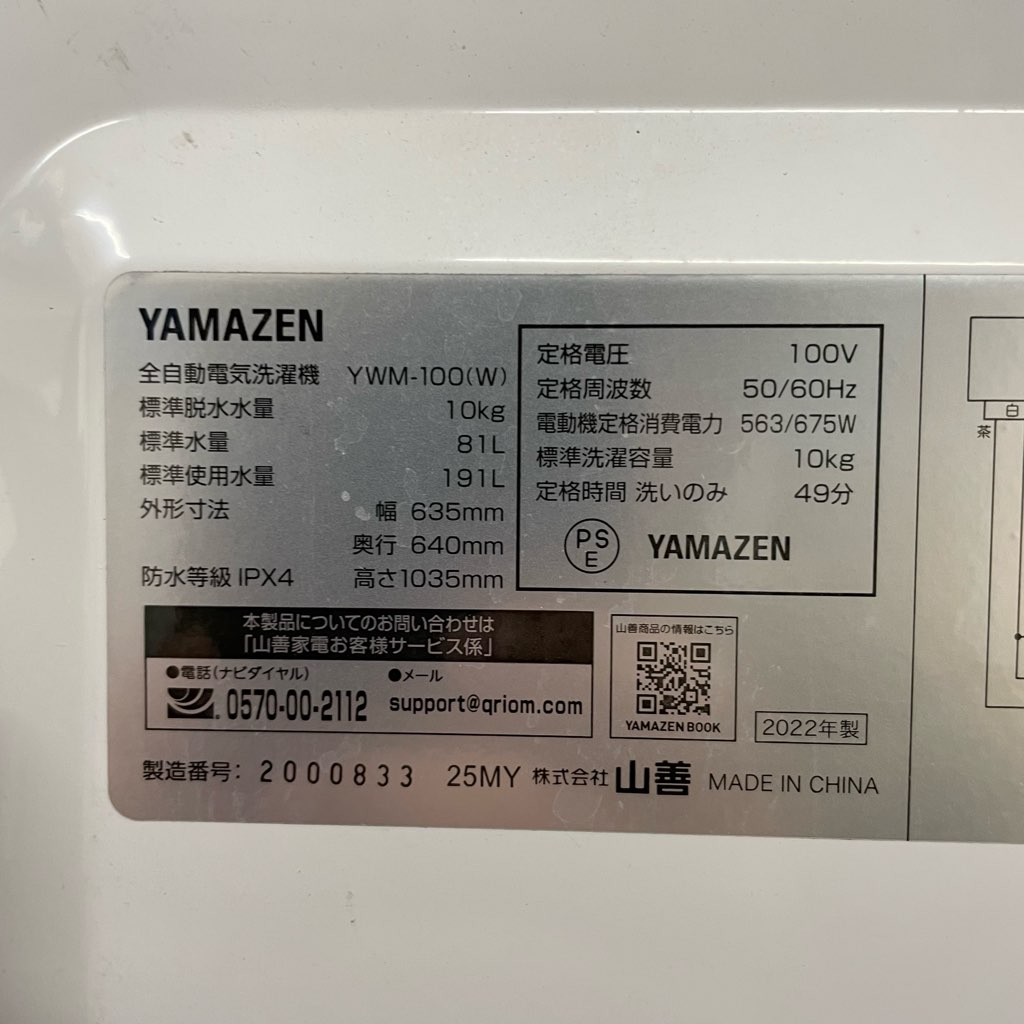 YAMAZEN
全自動電気洗濯機 YWM-100(W)
標準脱水水量 10kg
標準水量 81L
標準使用水量 191L
外形寸法 幅 635mm
奥行 640mm
防水等級 IPX4 高さ1035mm
定格電圧 100V
定格周波数 50/60Hz
電動機定格消費電力 563/675W
標準洗濯容量 10kg
定格時間 洗いのみ 49分
PS
E
YAMAZEN
本製品についてのお問い合わせは
「山善家電お客様サービス係」
●電話(ナビダイヤル) ●メール
0570-00-2112 support@qriom.com
山善商品の情報はこちら
YAMAZEN BOOK
2022年製
製造番号: 2000833 25MY 株式会社 山善 MADE IN CHINA
白
茶